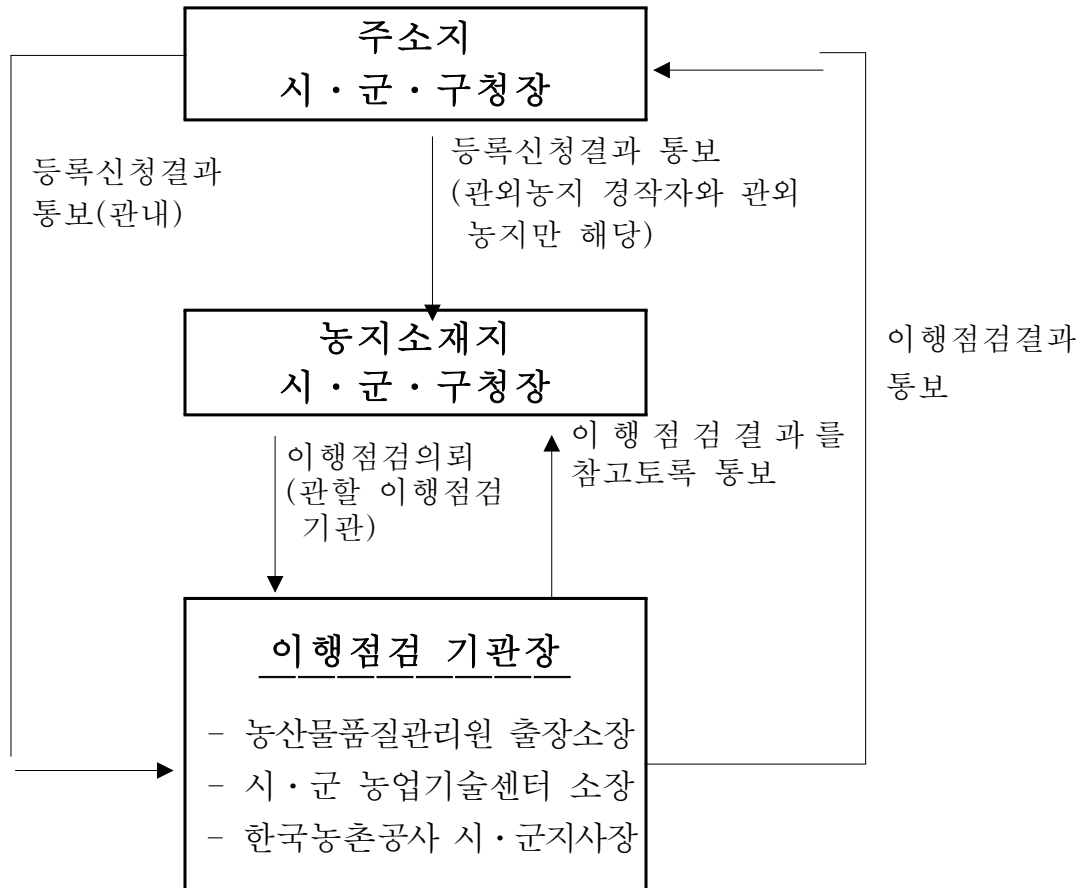 주소지
시・군・구청장
등록신청결과
통보(관내)
등록신청결과 통보
(관외농지 경작자와 관외
농지만 해당)
농지소재지
시・군・구청장
이행점검결과
통보
이행점검의뢰
(관할 이행점검
기관)
이행점검결과를
참고토록 통보
이행점검 기관장
- 농산물품질관리원 출장소장
- 시・군 농업기술센터 소장
- 한국농촌공사 시・군지사장